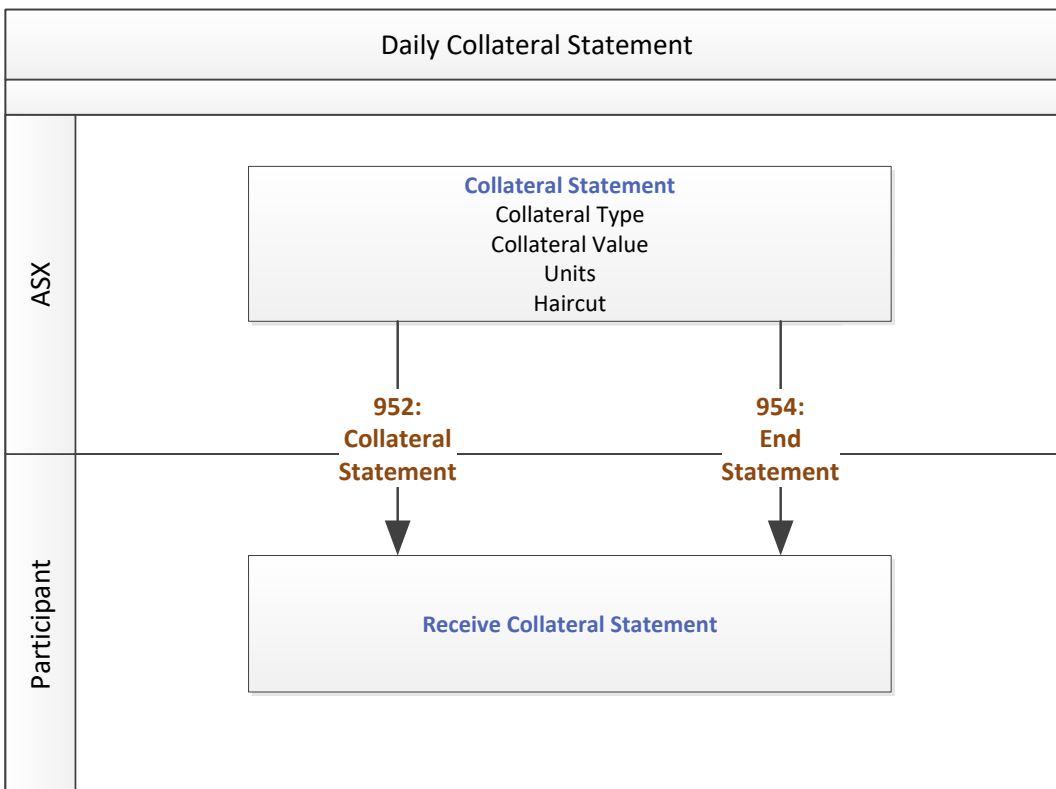 Daily Collateral Statement
ASX
Collateral Statement
Collateral Type
Collateral Value
Units
Haircut
952:
Collateral
Statement
954:
End
Statement
Participant
Receive Collateral Statement